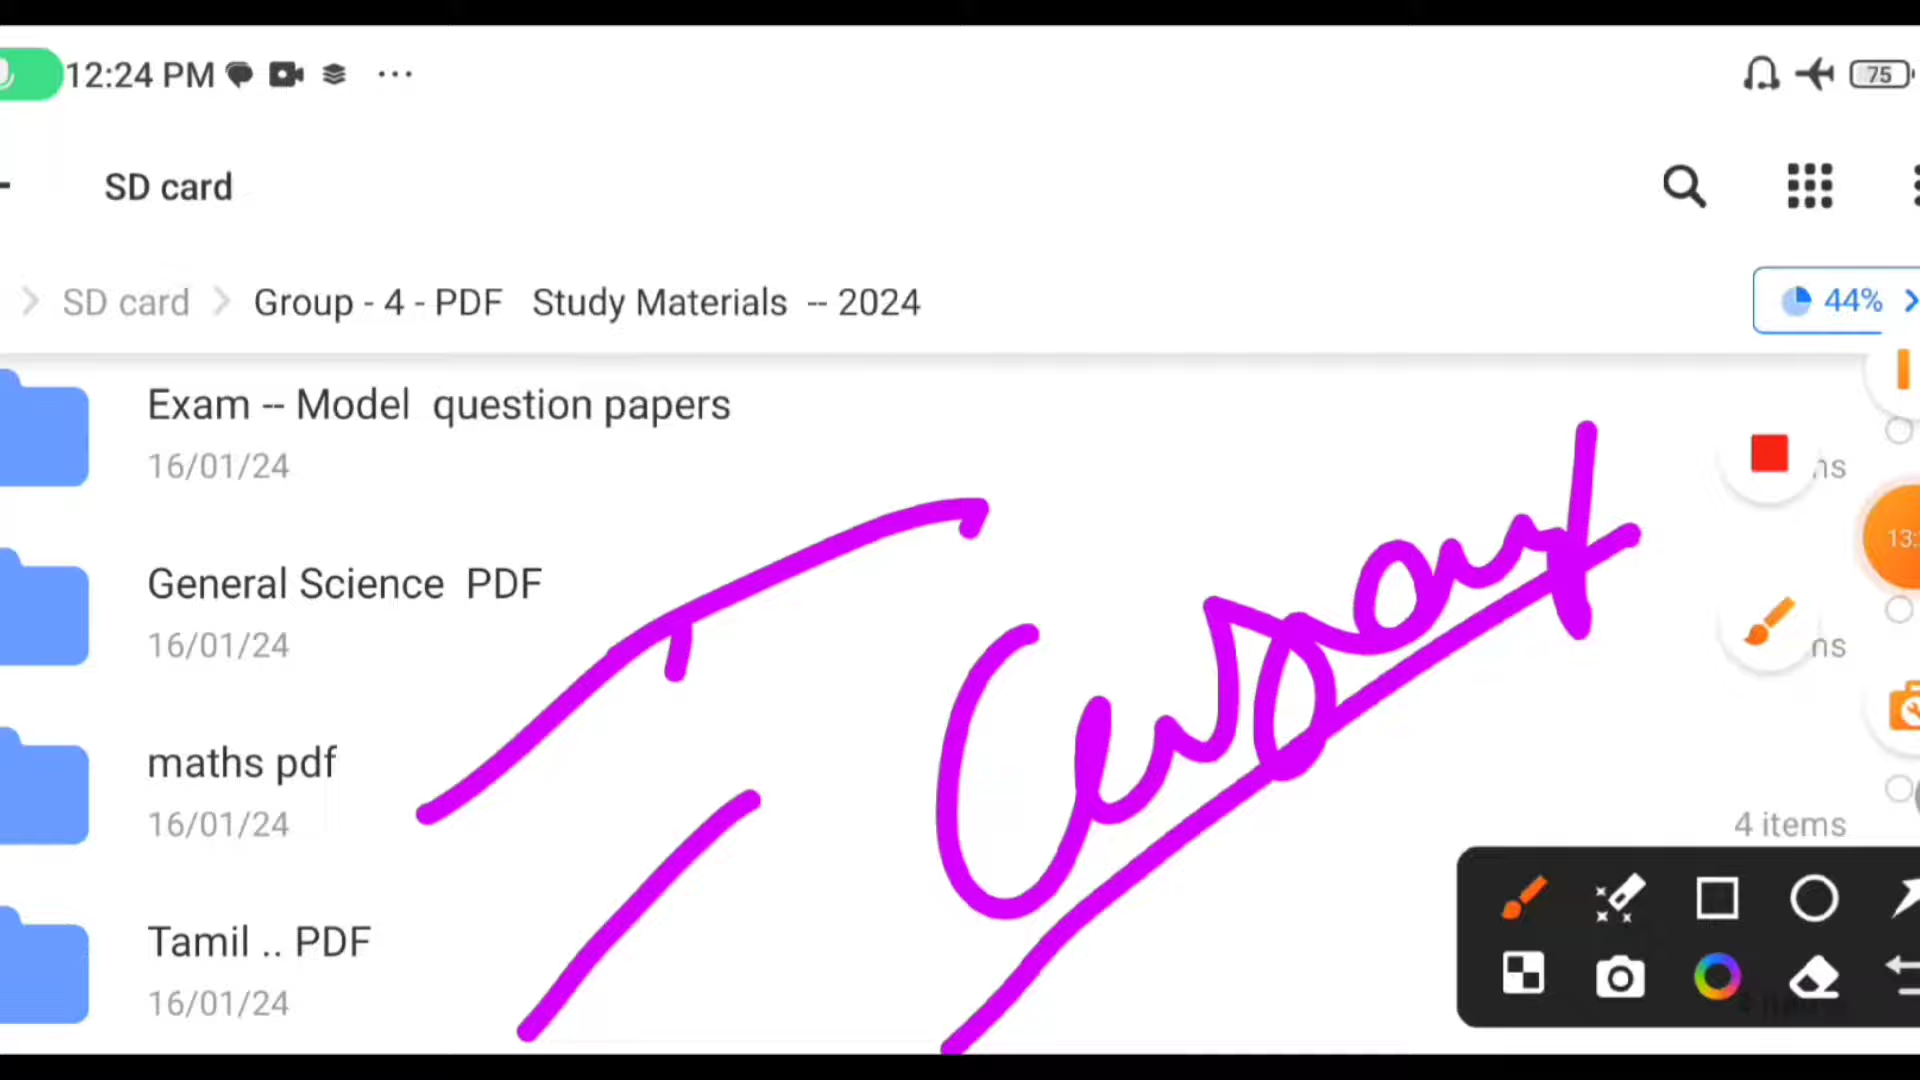 12:24 PM
75
SD card
SD card
Group - 4 - PDF Study Materials -- 2024
44%
Exam -- Model question papers
16/01/24
General Science PDF
16/01/24
maths pdf
16/01/24
4 items
Tamil .. PDF
16/01/24